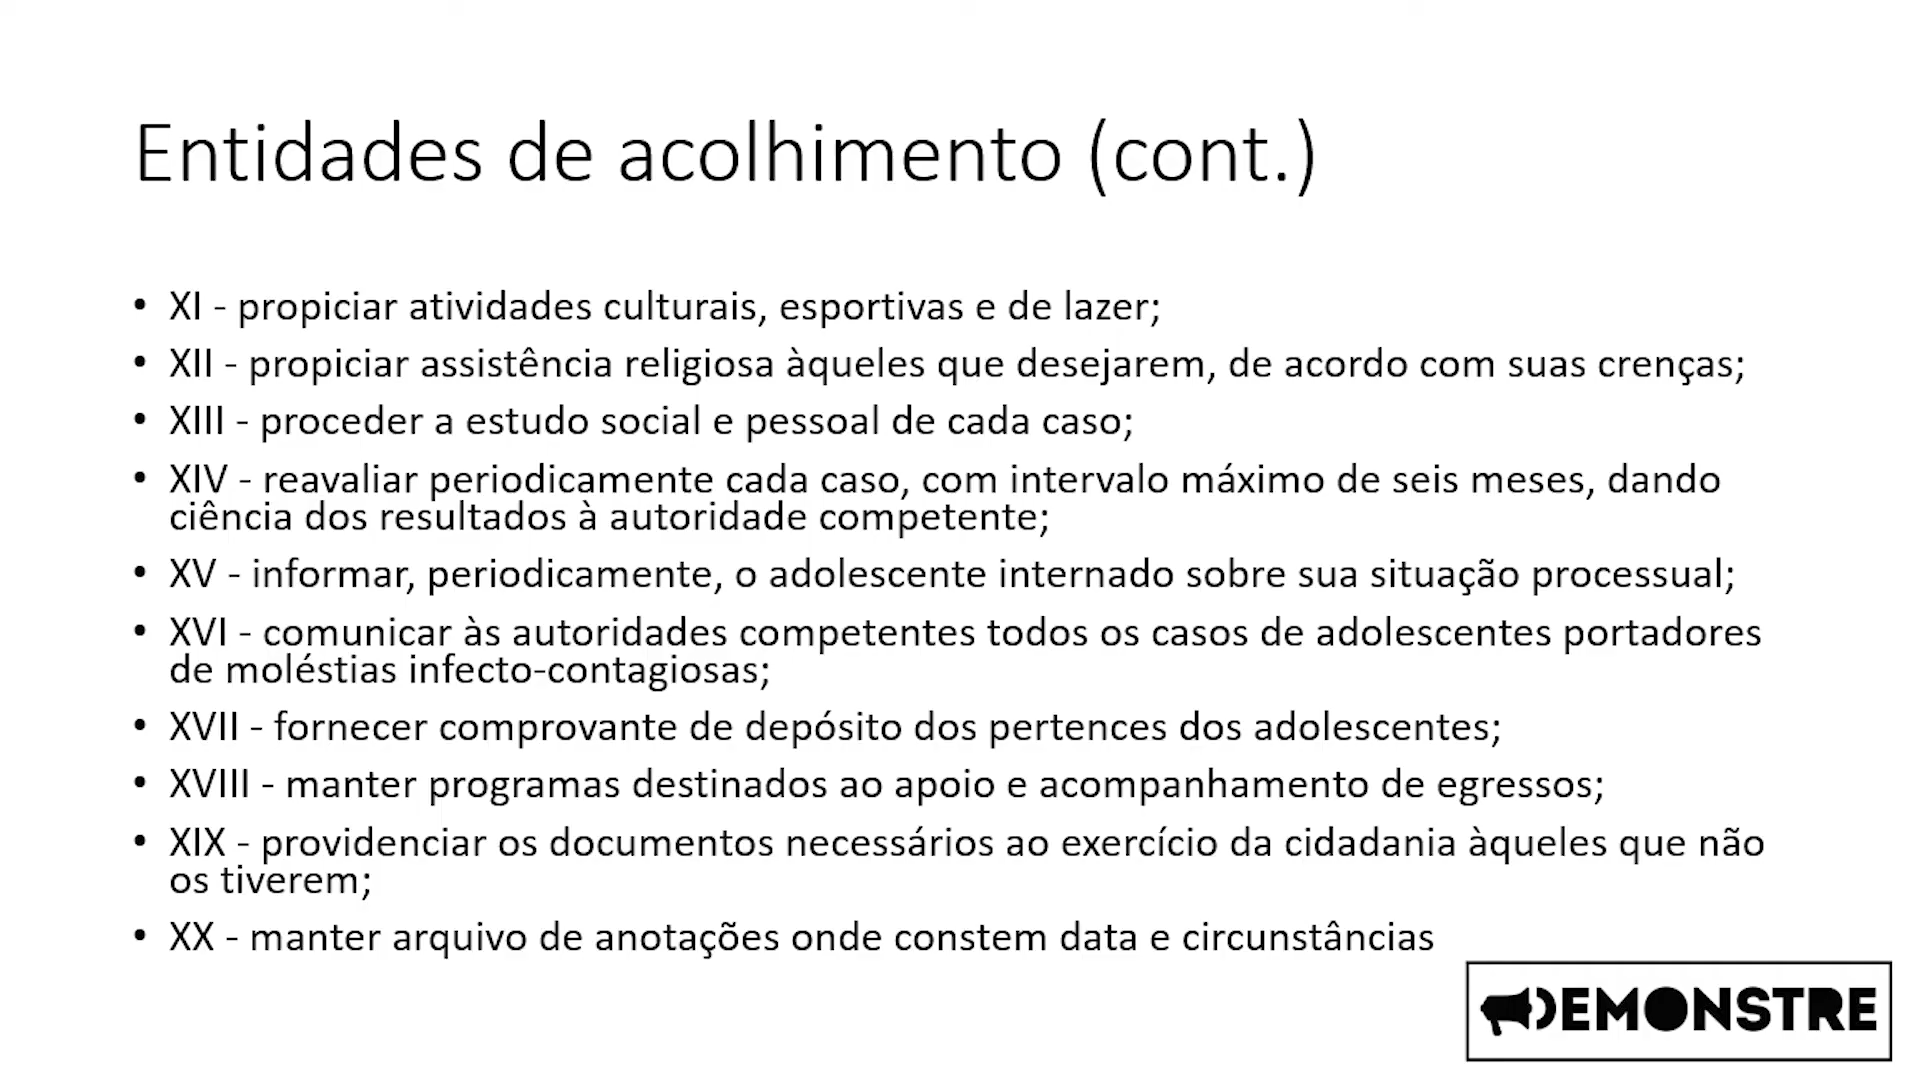 Entidades de acolhimento (cont.)
• XI - propiciar atividades culturais, esportivas e de lazer;
• XII - propiciar assistência religiosa àqueles que desejarem, de acordo com suas crenças;
• XIII - proceder a estudo social e pessoal de cada caso;
• XIV - reavaliar periodicamente cada caso, com intervalo máximo de seis meses, dando
ciência dos resultados à autoridade competente;
• XV - informar, periodicamente, o adolescente internado sobre sua situação processual;
• XVI - comunicar às autoridades competentes todos os casos de adolescentes portadores
de moléstias infecto-contagiosas;
• XVII - fornecer comprovante de depósito dos pertences dos adolescentes;
• XVIII - manter programas destinados ao apoio e acompanhamento de egressos;
• XIX - providenciar os documentos necessários ao exercício da cidadania àqueles que não
os tiverem;
• XX - manter arquivo de anotações onde constem data e circunstâncias
DEMONSTRE